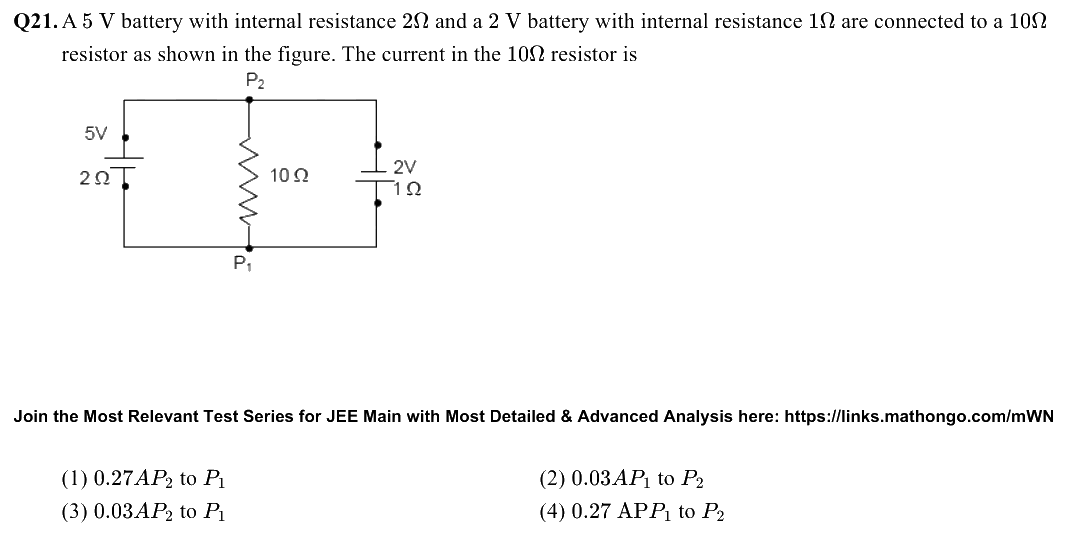 Q21. A 5 V battery with internal resistance 2Ω and a 2 V battery with internal resistance 1Ω are connected to a 10Ω
resistor as shown in the figure. The current in the 10Ω resistor is
P₂
5V
2Ω
10Ω
2V
1Ω
P₁
Join the Most Relevant Test Series for JEE Main with Most Detailed & Advanced Analysis here: https://links.mathongo.com/mWN
(1) 0.27AP₂ to P₁
(2) 0.03AP₁ to P₂
(3) 0.03AP₂ to P₁
(4) 0.27 APP₁ to P₂